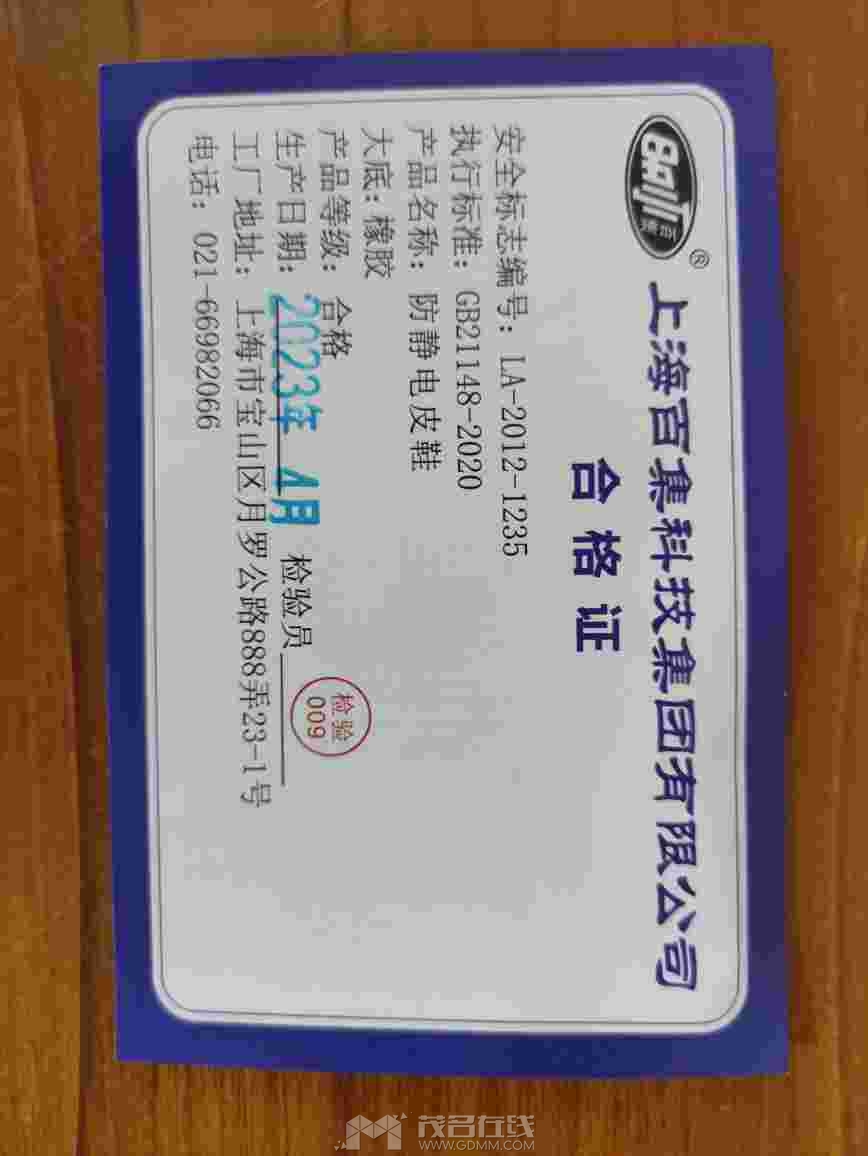 上海百集科技集团有限公司
®
合格证
安全标志编号：LA-2012-1235
执行标准：GB21148-2020
产品名称：防静电皮鞋
大底：橡胶
产品等级：合格
生产日期：2023年 4月 检验员
检验
009
工厂地址：上海市宝山区月罗公路888弄23-1号
电话：021-66982066
茂名在线
WWW.GDMM.COM